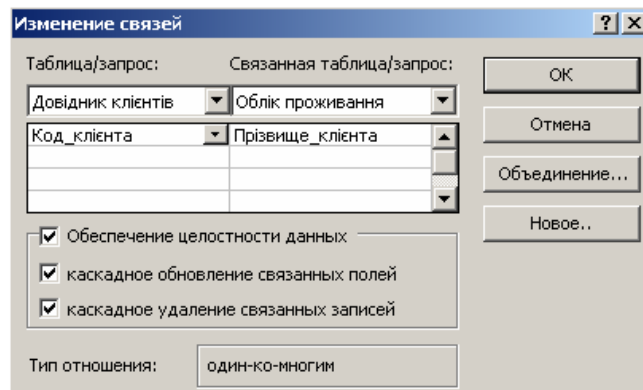 Изменение связей
Таблица/запрос: Связанная таблица/запрос:
Довідник клієнтів Облік проживання
Код_клієнта Прізвище_клієнта
Обеспечение целостности данных
каскадное обновление связанных полей
каскадное удаление связанных записей
Тип отношения: один-ко-многим
ОК
Отмена
Объединение...
Новое..